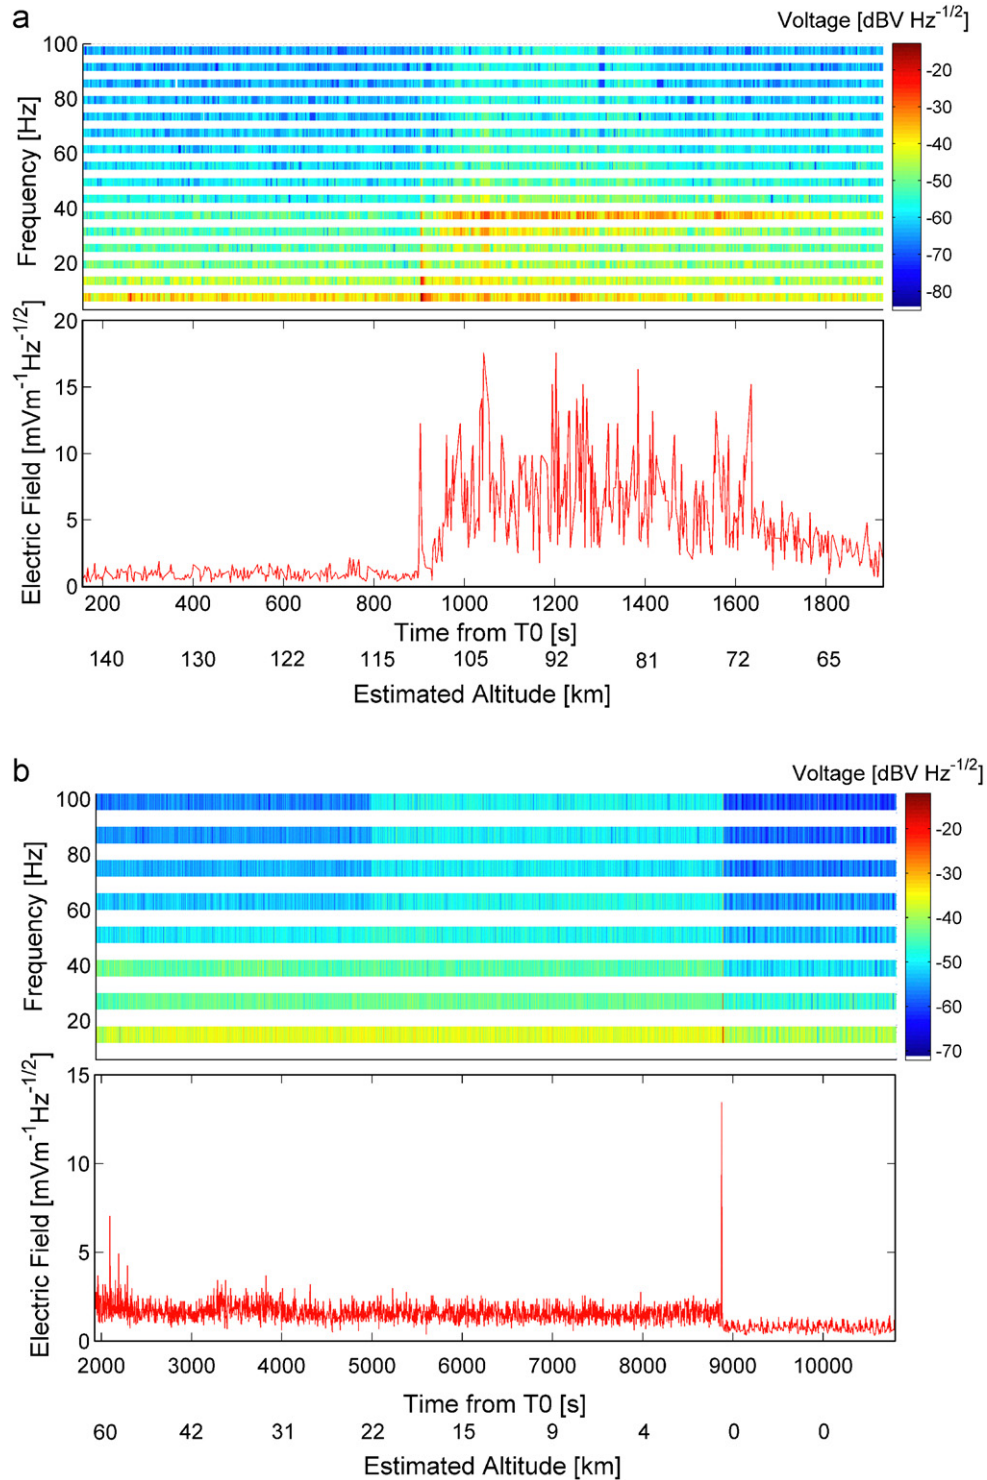 a
Voltage [dBV Hz-1/2]
100
80
60
40
20
Frequency [Hz]
-20
-30
-40
-50
-60
-70
-80
20
15
10
5
0
Electric Field [mVm-1Hz-1/2]
200 400 600 800 1000 1200 1400 1600 1800
Time from T0 [s]
140 130 122 115 105 92 81 72 65
Estimated Altitude [km]
b
Voltage [dBV Hz-1/2]
100
80
60
40
20
Frequency [Hz]
-20
-30
-40
-50
-60
-70
15
10
5
0
Electric Field [mVm-1Hz-1/2]
2000 3000 4000 5000 6000 7000 8000 9000 10000
Time from T0 [s]
60 42 31 22 15 9 4 0 0
Estimated Altitude [km]